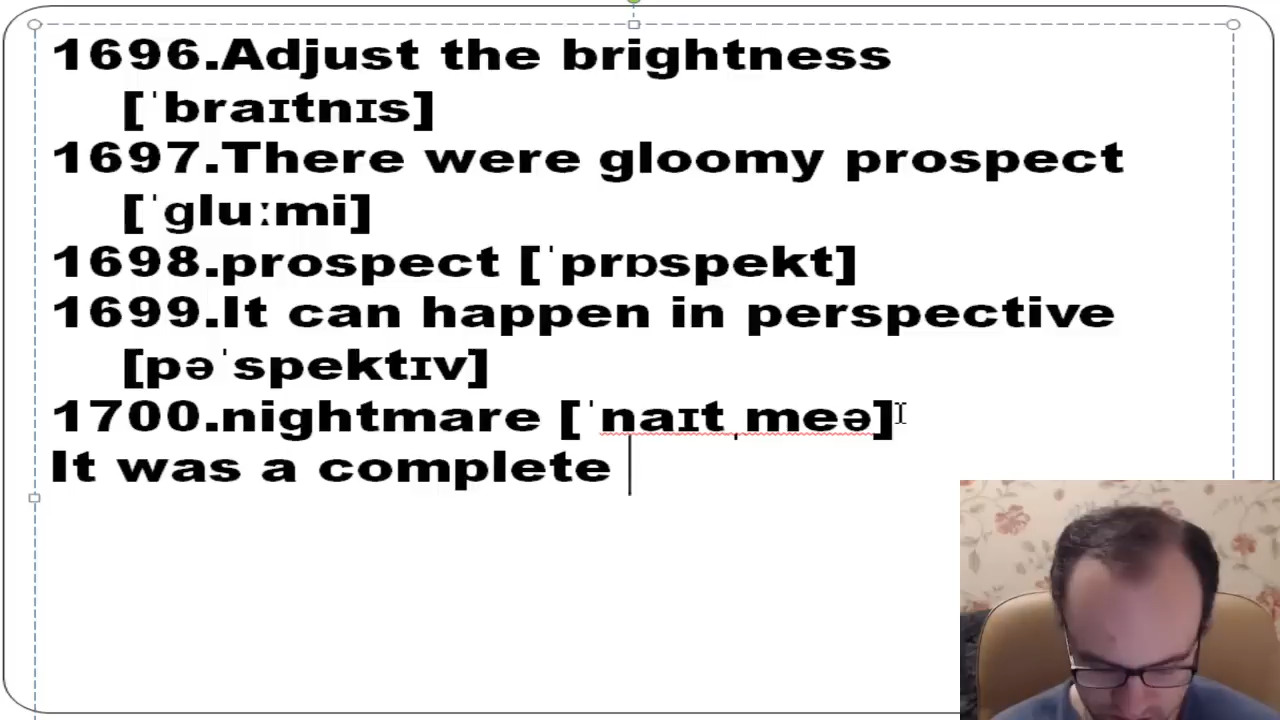 1696.Adjust the brightness
[ˈbraɪtnɪs]
1697.There were gloomy prospect
[ˈgluːmi]
1698.prospect [ˈprɒspekt]
1699.It can happen in perspective
[pəˈspektɪv]
1700.nightmare [ˈnaɪtˌmeə]
It was a complete